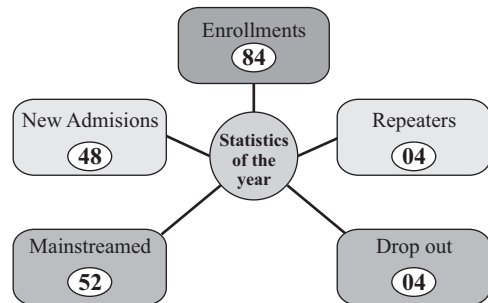 Enrollments
84
New Admisions
48
Statistics
of the
year
Repeaters
04
Mainstreamed
52
Drop out
04